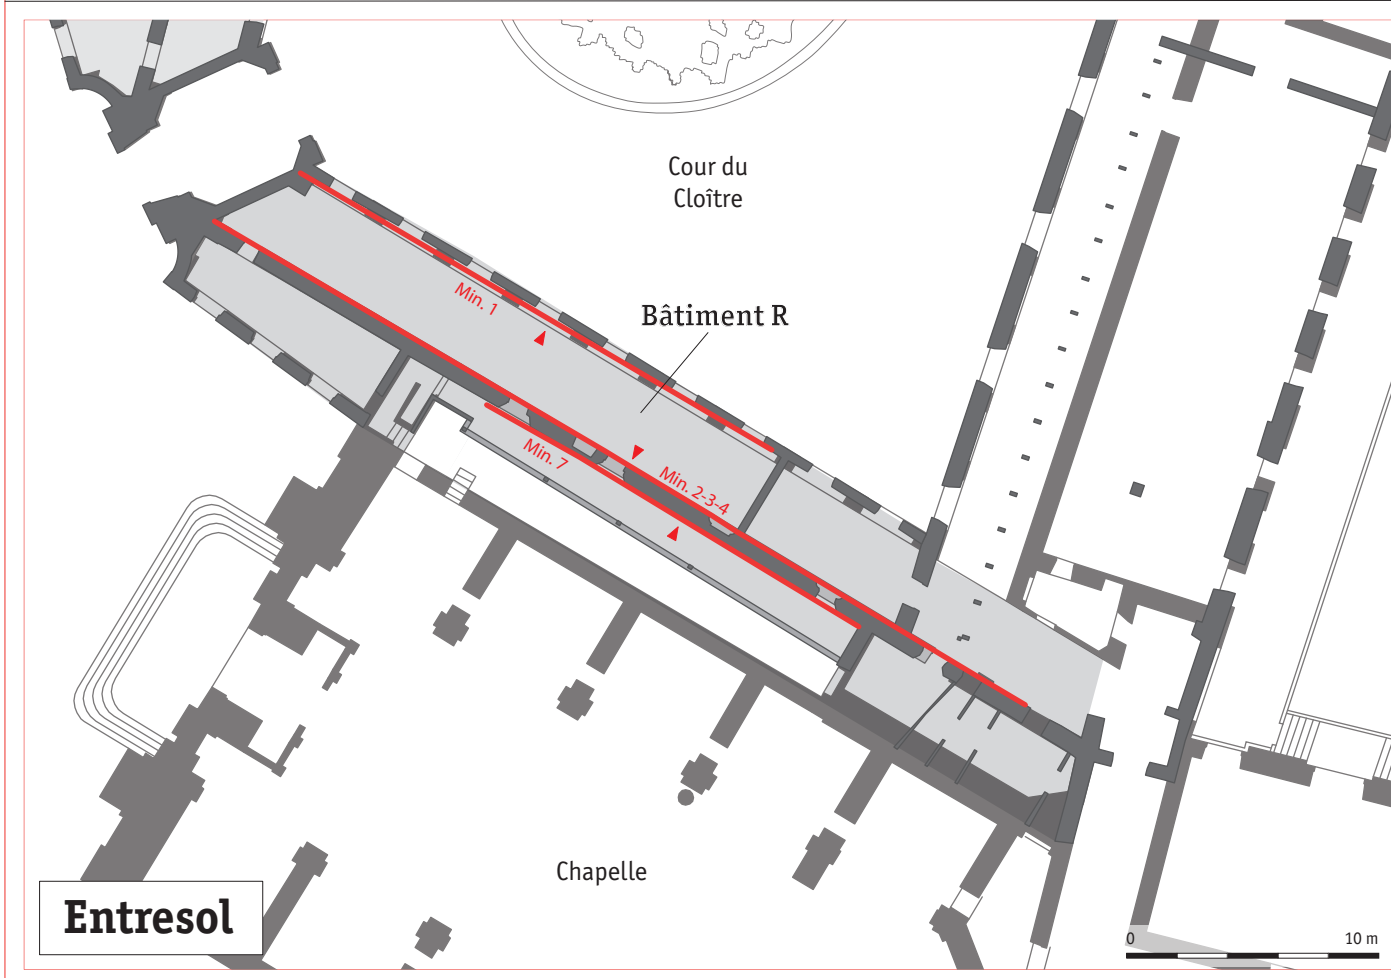 Cour du
Cloître
Min. 1
Bâtiment R
Min. 7
Min. 2-3-4
Chapelle
Entresol
0
10 m